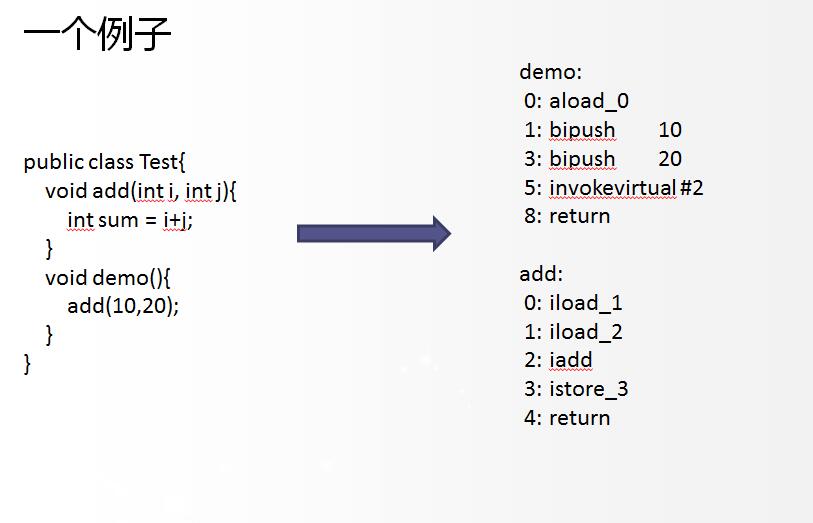 一个例子
public class Test{
void add(int i, int j){
int sum = i+j;
}
void demo(){
add(10,20);
}
}
demo:
0: aload_0
1: bipush 10
3: bipush 20
5: invokevirtual #2
8: return
add:
0: iload_1
1: iload_2
2: iadd
3: istore_3
4: return